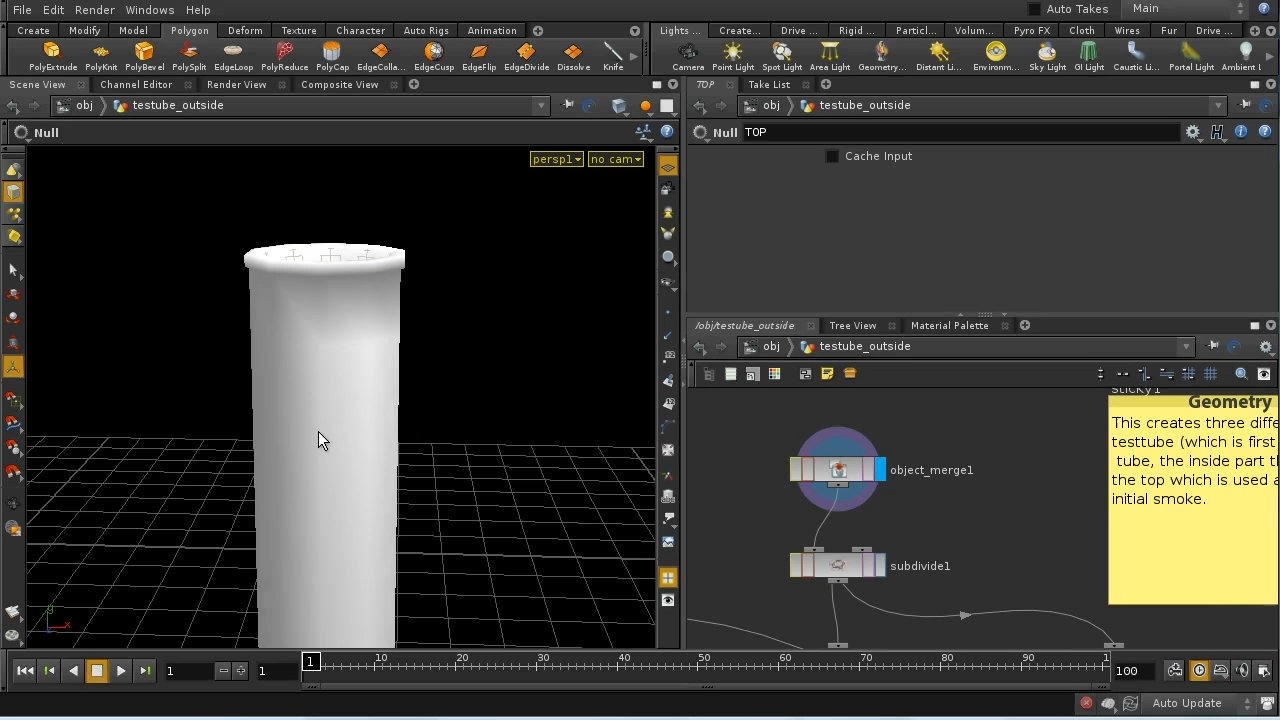 File Edit Render Windows Help Auto Takes Main
Create Modify Model Polygon Deform Texture Character Auto Rigs Animation
Lights ... Create... Drive ... Rigid ... Particl... Volum... Pyro FX Cloth Wires Fur Drive ...
PolyExtrude PolyKnit PolyBevel PolySplit EdgeLoop PolyReduce PolyCap EdgeColla... EdgeCusp EdgeFlip EdgeDivide Dissolve Knife
Camera Point Light Spot Light Area Light Geometry... Distant Li... Environm... Sky Light GI Light Caustic Li... Portal Light Ambient L
Scene View Channel Editor Render View Composite View
TOP Take List
obj testube_outside
obj testube_outside
Null
Null TOP
persp1 no cam
Cache Input
/obj/testube_outside Tree View Material Palette
obj testube_outside
sticky1
Geometry
This creates three diffe
testtube (which is first
tube, the inside part th
the top which is used a
initial smoke.
object_merge1
subdivide1
y
x
1 1 1 10 20 30 40 50 60 70 80 90 1 100
Auto Update